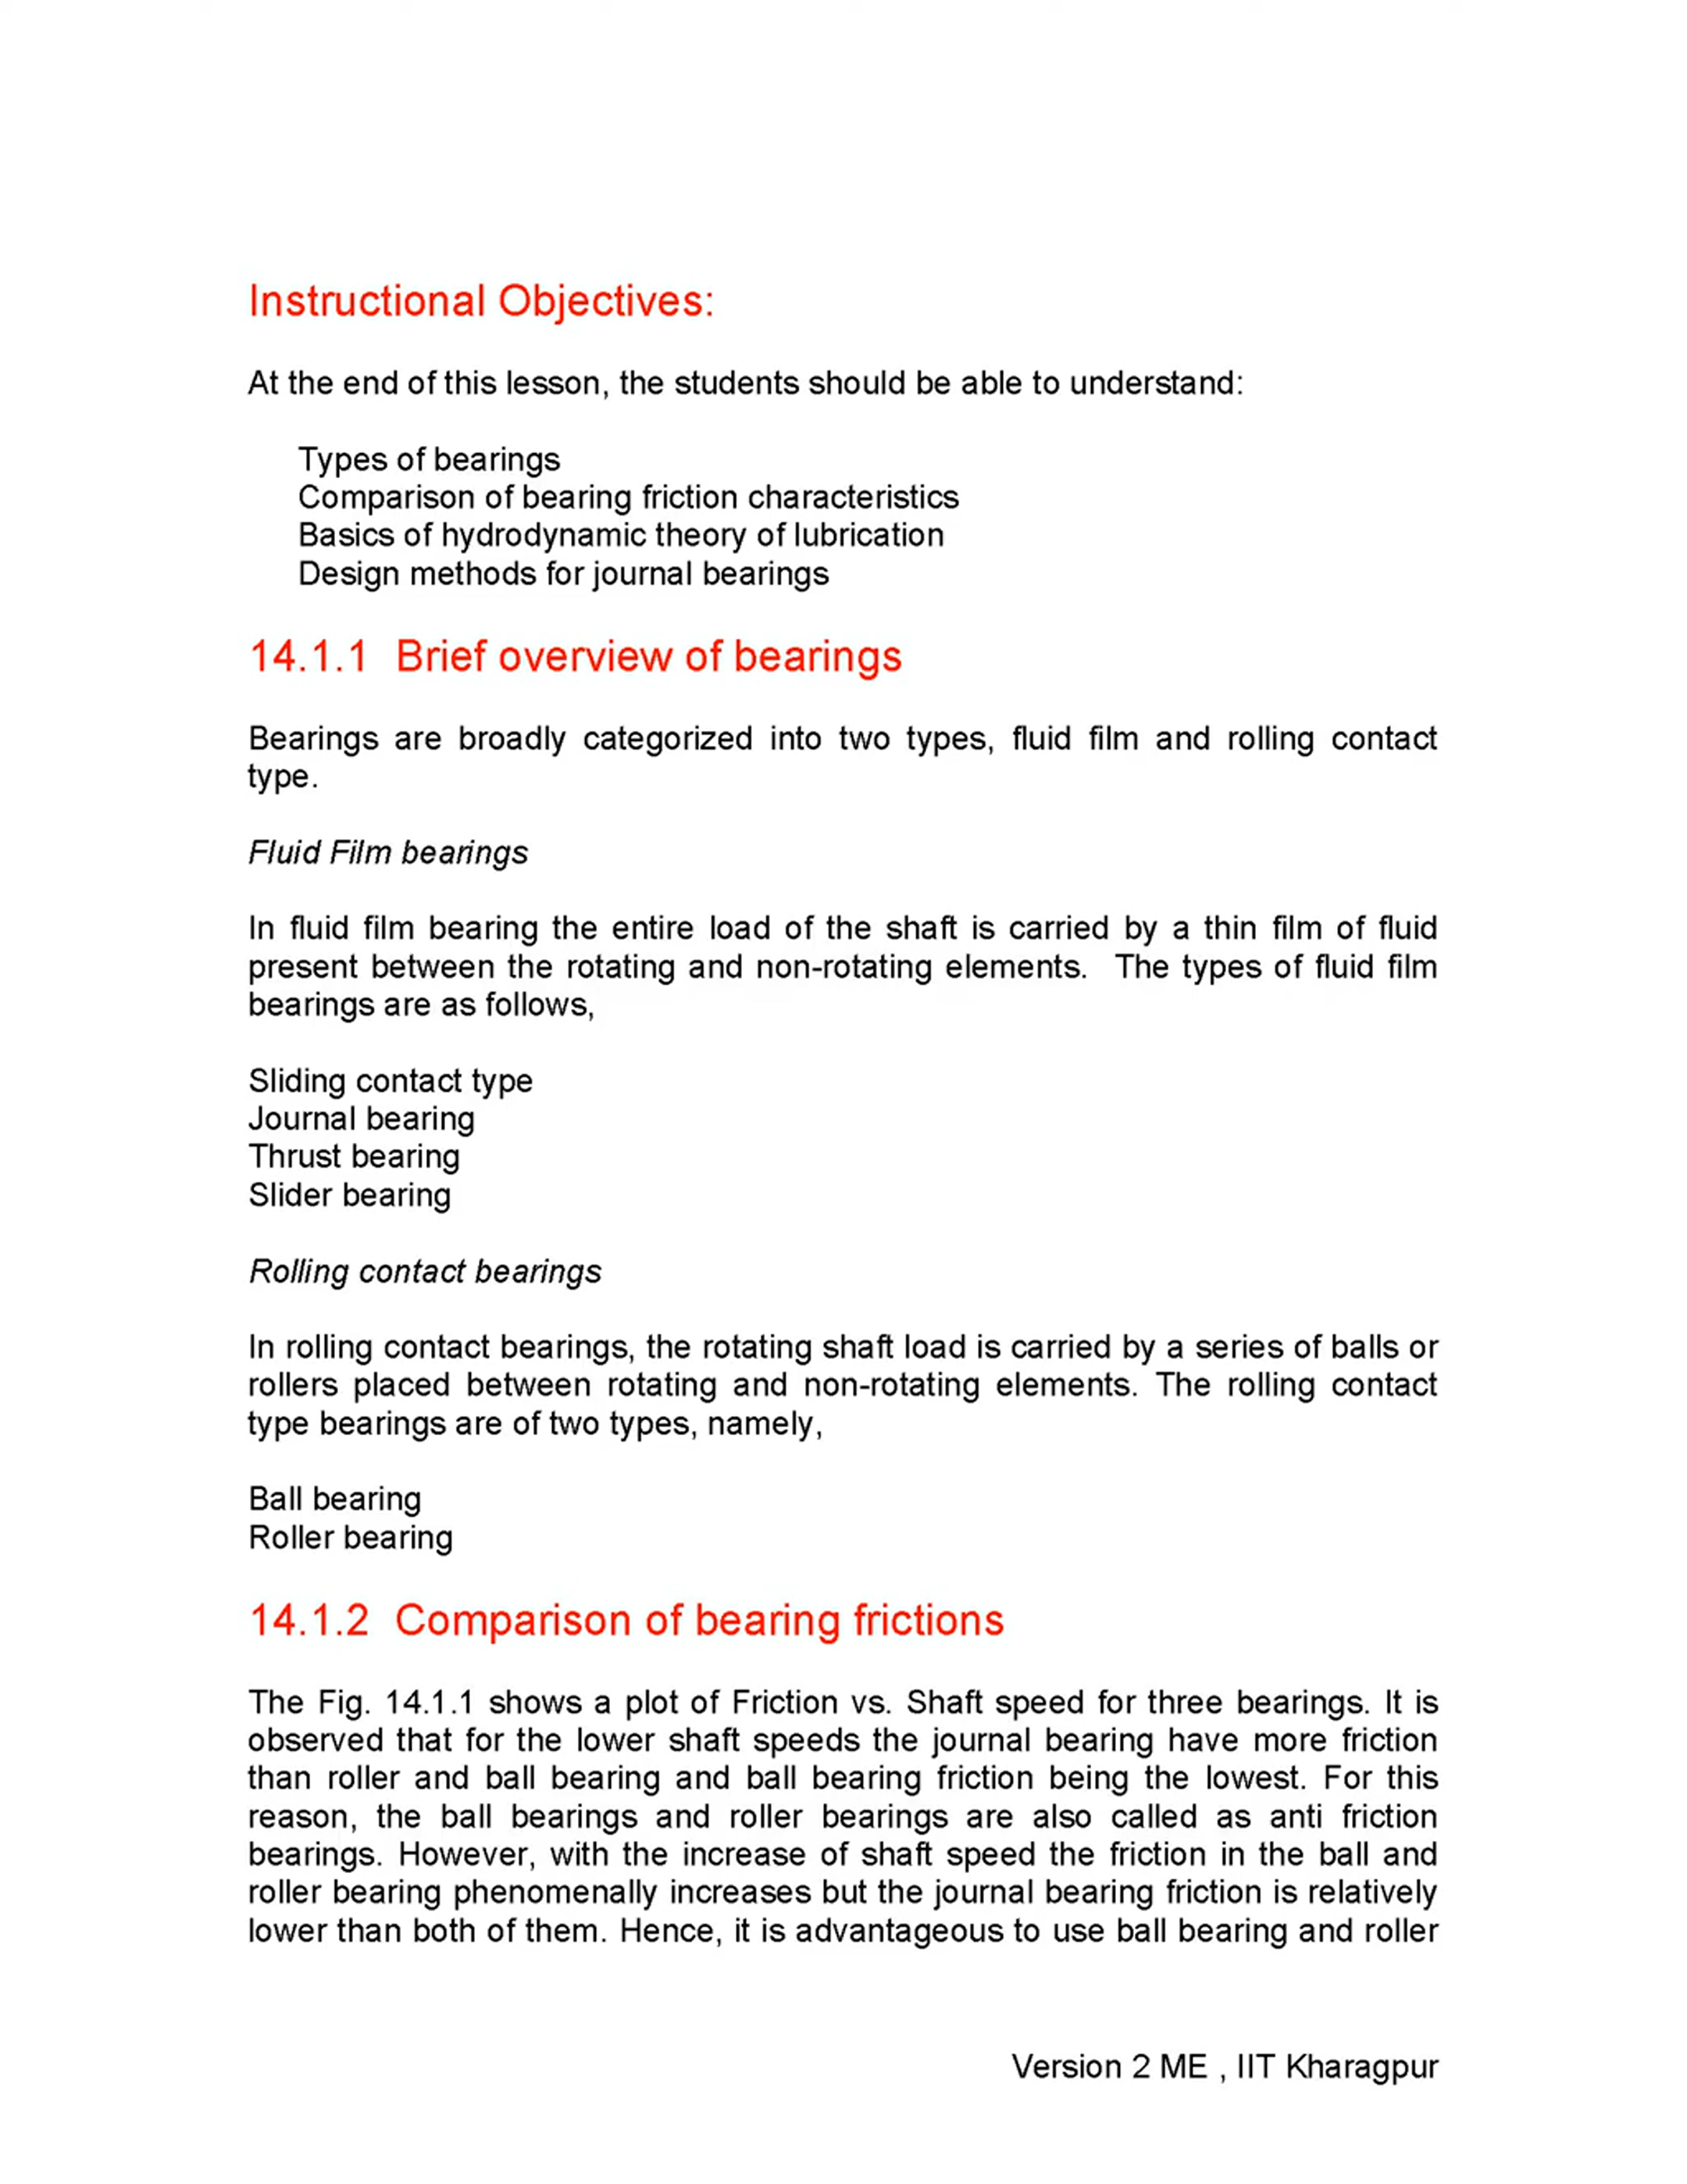 Instructional Objectives:
At the end of this lesson, the students should be able to understand:
Types of bearings
Comparison of bearing friction characteristics
Basics of hydrodynamic theory of lubrication
Design methods for journal bearings
14.1.1 Brief overview of bearings
Bearings are broadly categorized into two types, fluid film and rolling contact
type.
Fluid Film bearings
In fluid film bearing the entire load of the shaft is carried by a thin film of fluid
present between the rotating and non-rotating elements. The types of fluid film
bearings are as follows,
Sliding contact type
Journal bearing
Thrust bearing
Slider bearing
Rolling contact bearings
In rolling contact bearings, the rotating shaft load is carried by a series of balls or
rollers placed between rotating and non-rotating elements. The rolling contact
type bearings are of two types, namely,
Ball bearing
Roller bearing
14.1.2 Comparison of bearing frictions
The Fig. 14.1.1 shows a plot of Friction vs. Shaft speed for three bearings. It is
observed that for the lower shaft speeds the journal bearing have more friction
than roller and ball bearing and ball bearing friction being the lowest. For this
reason, the ball bearings and roller bearings are also called as anti friction
bearings. However, with the increase of shaft speed the friction in the ball and
roller bearing phenomenally increases but the journal bearing friction is relatively
lower than both of them. Hence, it is advantageous to use ball bearing and roller
Version 2 ME , IIT Kharagpur